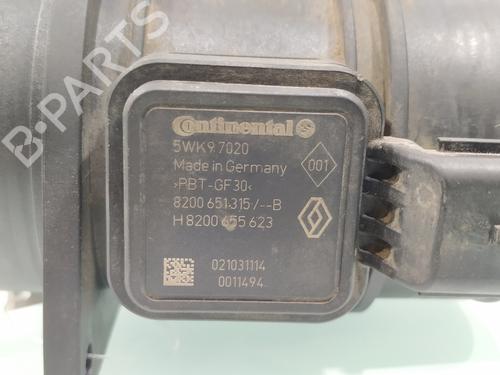 Continental
5WK9 7020
Made in Germany
001
>PBT-GF30<
8200 651 315/--B
H 8200 655 623
021031114
0011494
B-PARTS